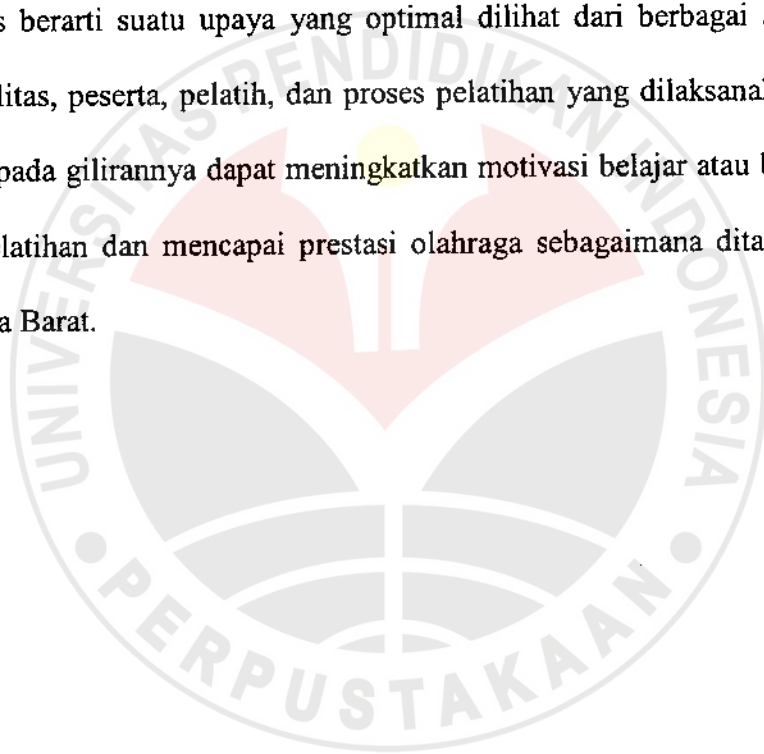 s berarti suatu upaya yang optimal dilihat dari berbagai
litas, peserta, pelatih, dan proses pelatihan yang dilaksana
pada gilirannya dapat meningkatkan motivasi belajar atau
latihan dan mencapai prestasi olahraga sebagaimana dita
a Barat.
UNIVERSITAS PENDIDIKAN INDONESIA
PERPUSTAKAAN